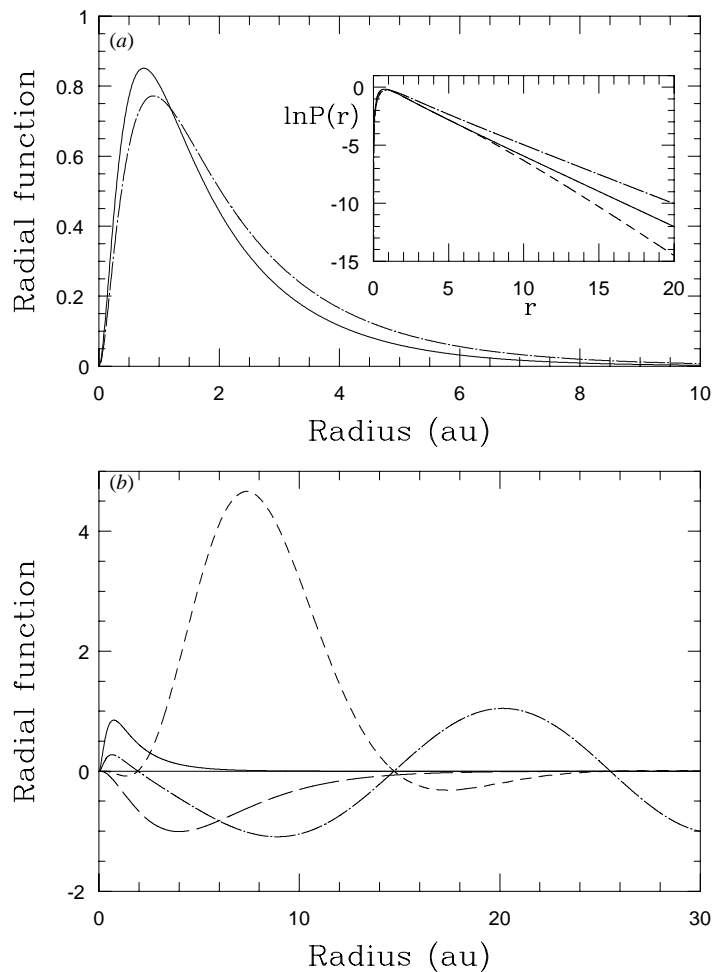 (a)
Radial function
1
0.8
0.6
0.4
0.2
0
0 2 4 6 8 10
Radius (au)
lnP(r)
0
-5
-10
-15
0 5 10 15 20
r
(b)
Radial function
4
2
0
-2
0 10 20 30
Radius (au)